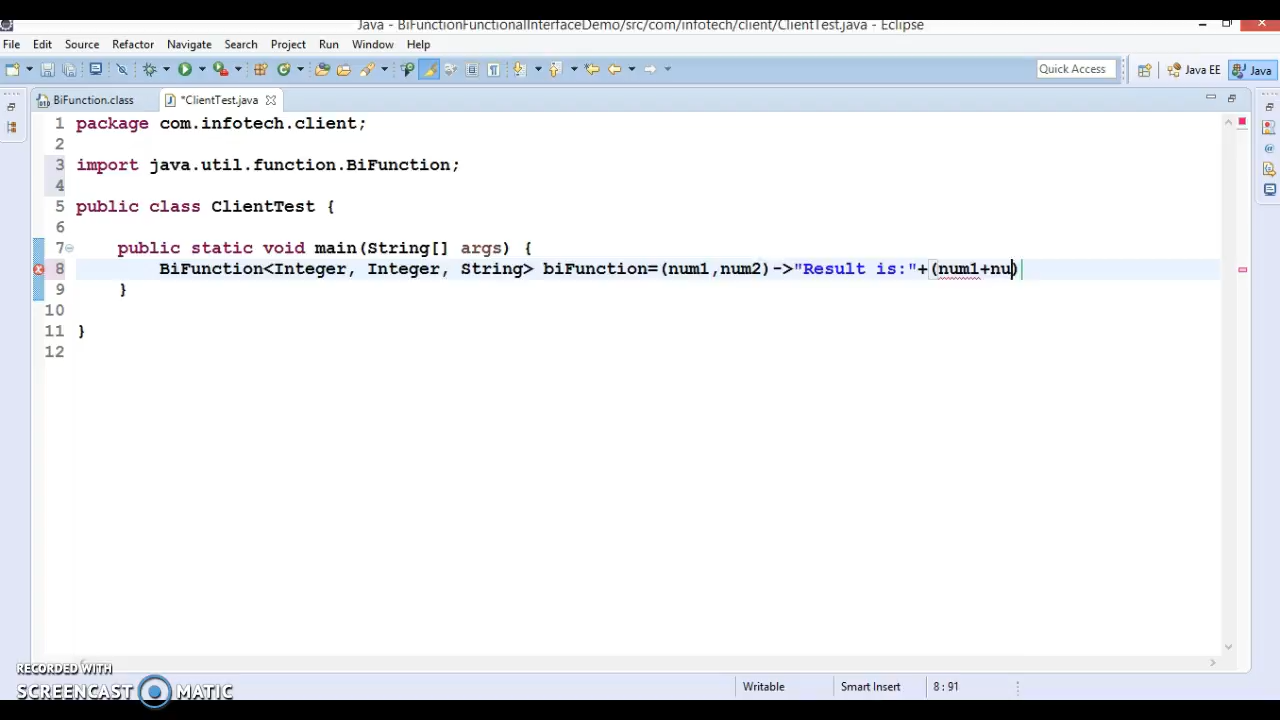 Java - BiFunctionFunctionalInterfaceDemo/src/com/infotech/client/ClientTest.java - Eclipse
File Edit Source Refactor Navigate Search Project Run Window Help
Quick Access Java EE Java
BiFunction.class *ClientTest.java
1 package com.infotech.client;
2
3 import java.util.function.BiFunction;
4
5 public class ClientTest {
6
7 public static void main(String[] args) {
8 BiFunction<Integer, Integer, String> biFunction=(num1,num2)->"Result is:"+(num1+nu)
9 }
10
11 }
12
RECORDED WITH
SCREENCAST MATIC
Writable Smart Insert 8 : 91